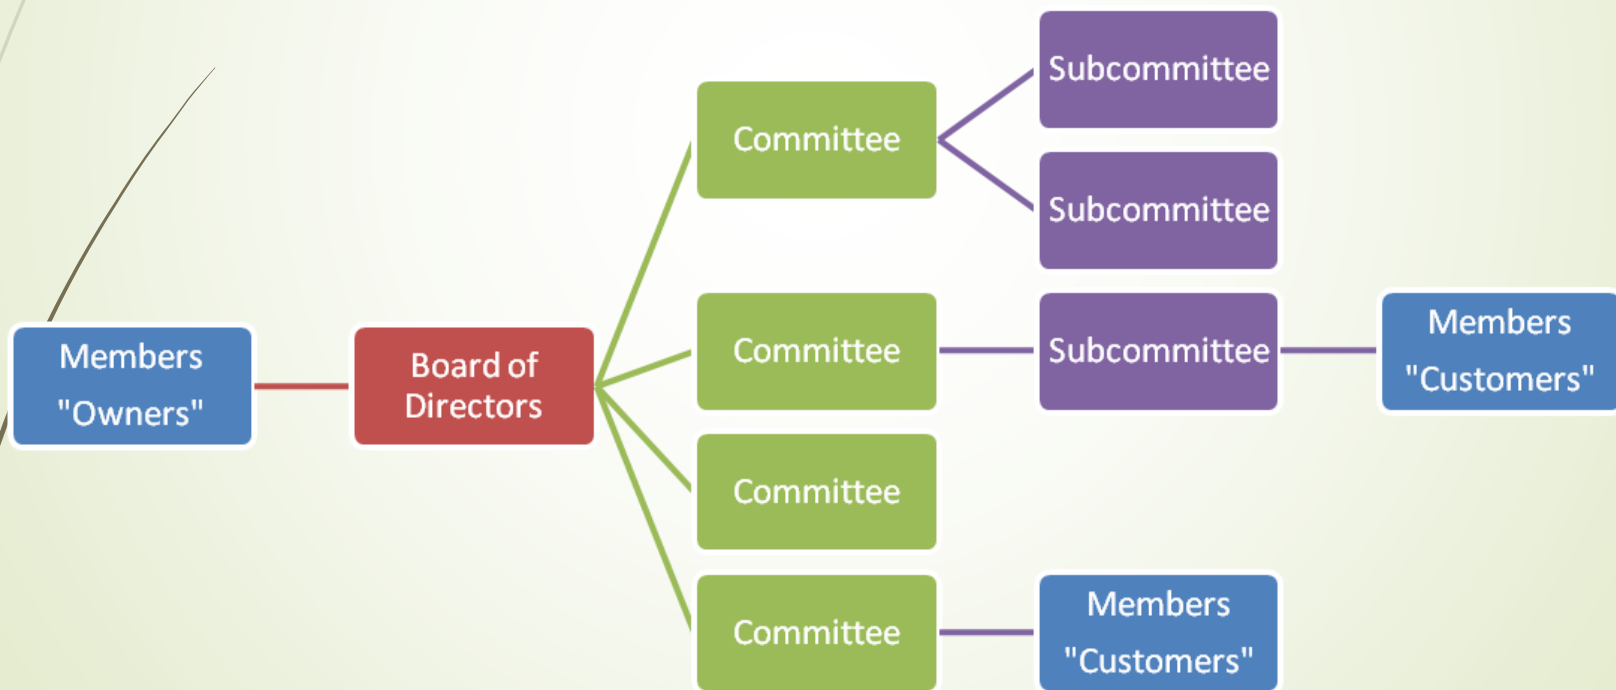 Members
"Owners"
Board of
Directors
Committee
Subcommittee
Subcommittee
Committee
Subcommittee
Members
"Customers"
Committee
Committee
Members
"Customers"